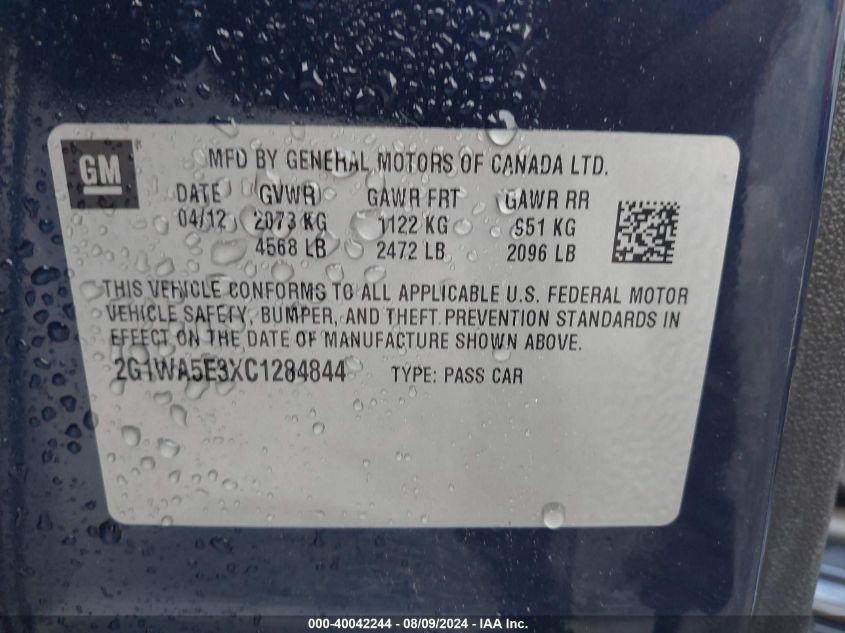 GM
MFD BY GENERAL MOTORS OF CANADA LTD.
DATE GVWR GAWR FRT GAWR RR
04/12 2073 KG 1122 KG 951 KG
4568 LB 2472 LB 2096 LB
THIS VEHICLE CONFORMS TO ALL APPLICABLE U.S. FEDERAL MOTOR
VEHICLE SAFETY, BUMPER, AND THEFT PREVENTION STANDARDS IN
EFFECT ON THE DATE OF MANUFACTURE SHOWN ABOVE.
2G1WA5E3XC1284844 TYPE: PASS CAR
000-40042244 - 08/09/2024 - IAA Inc.